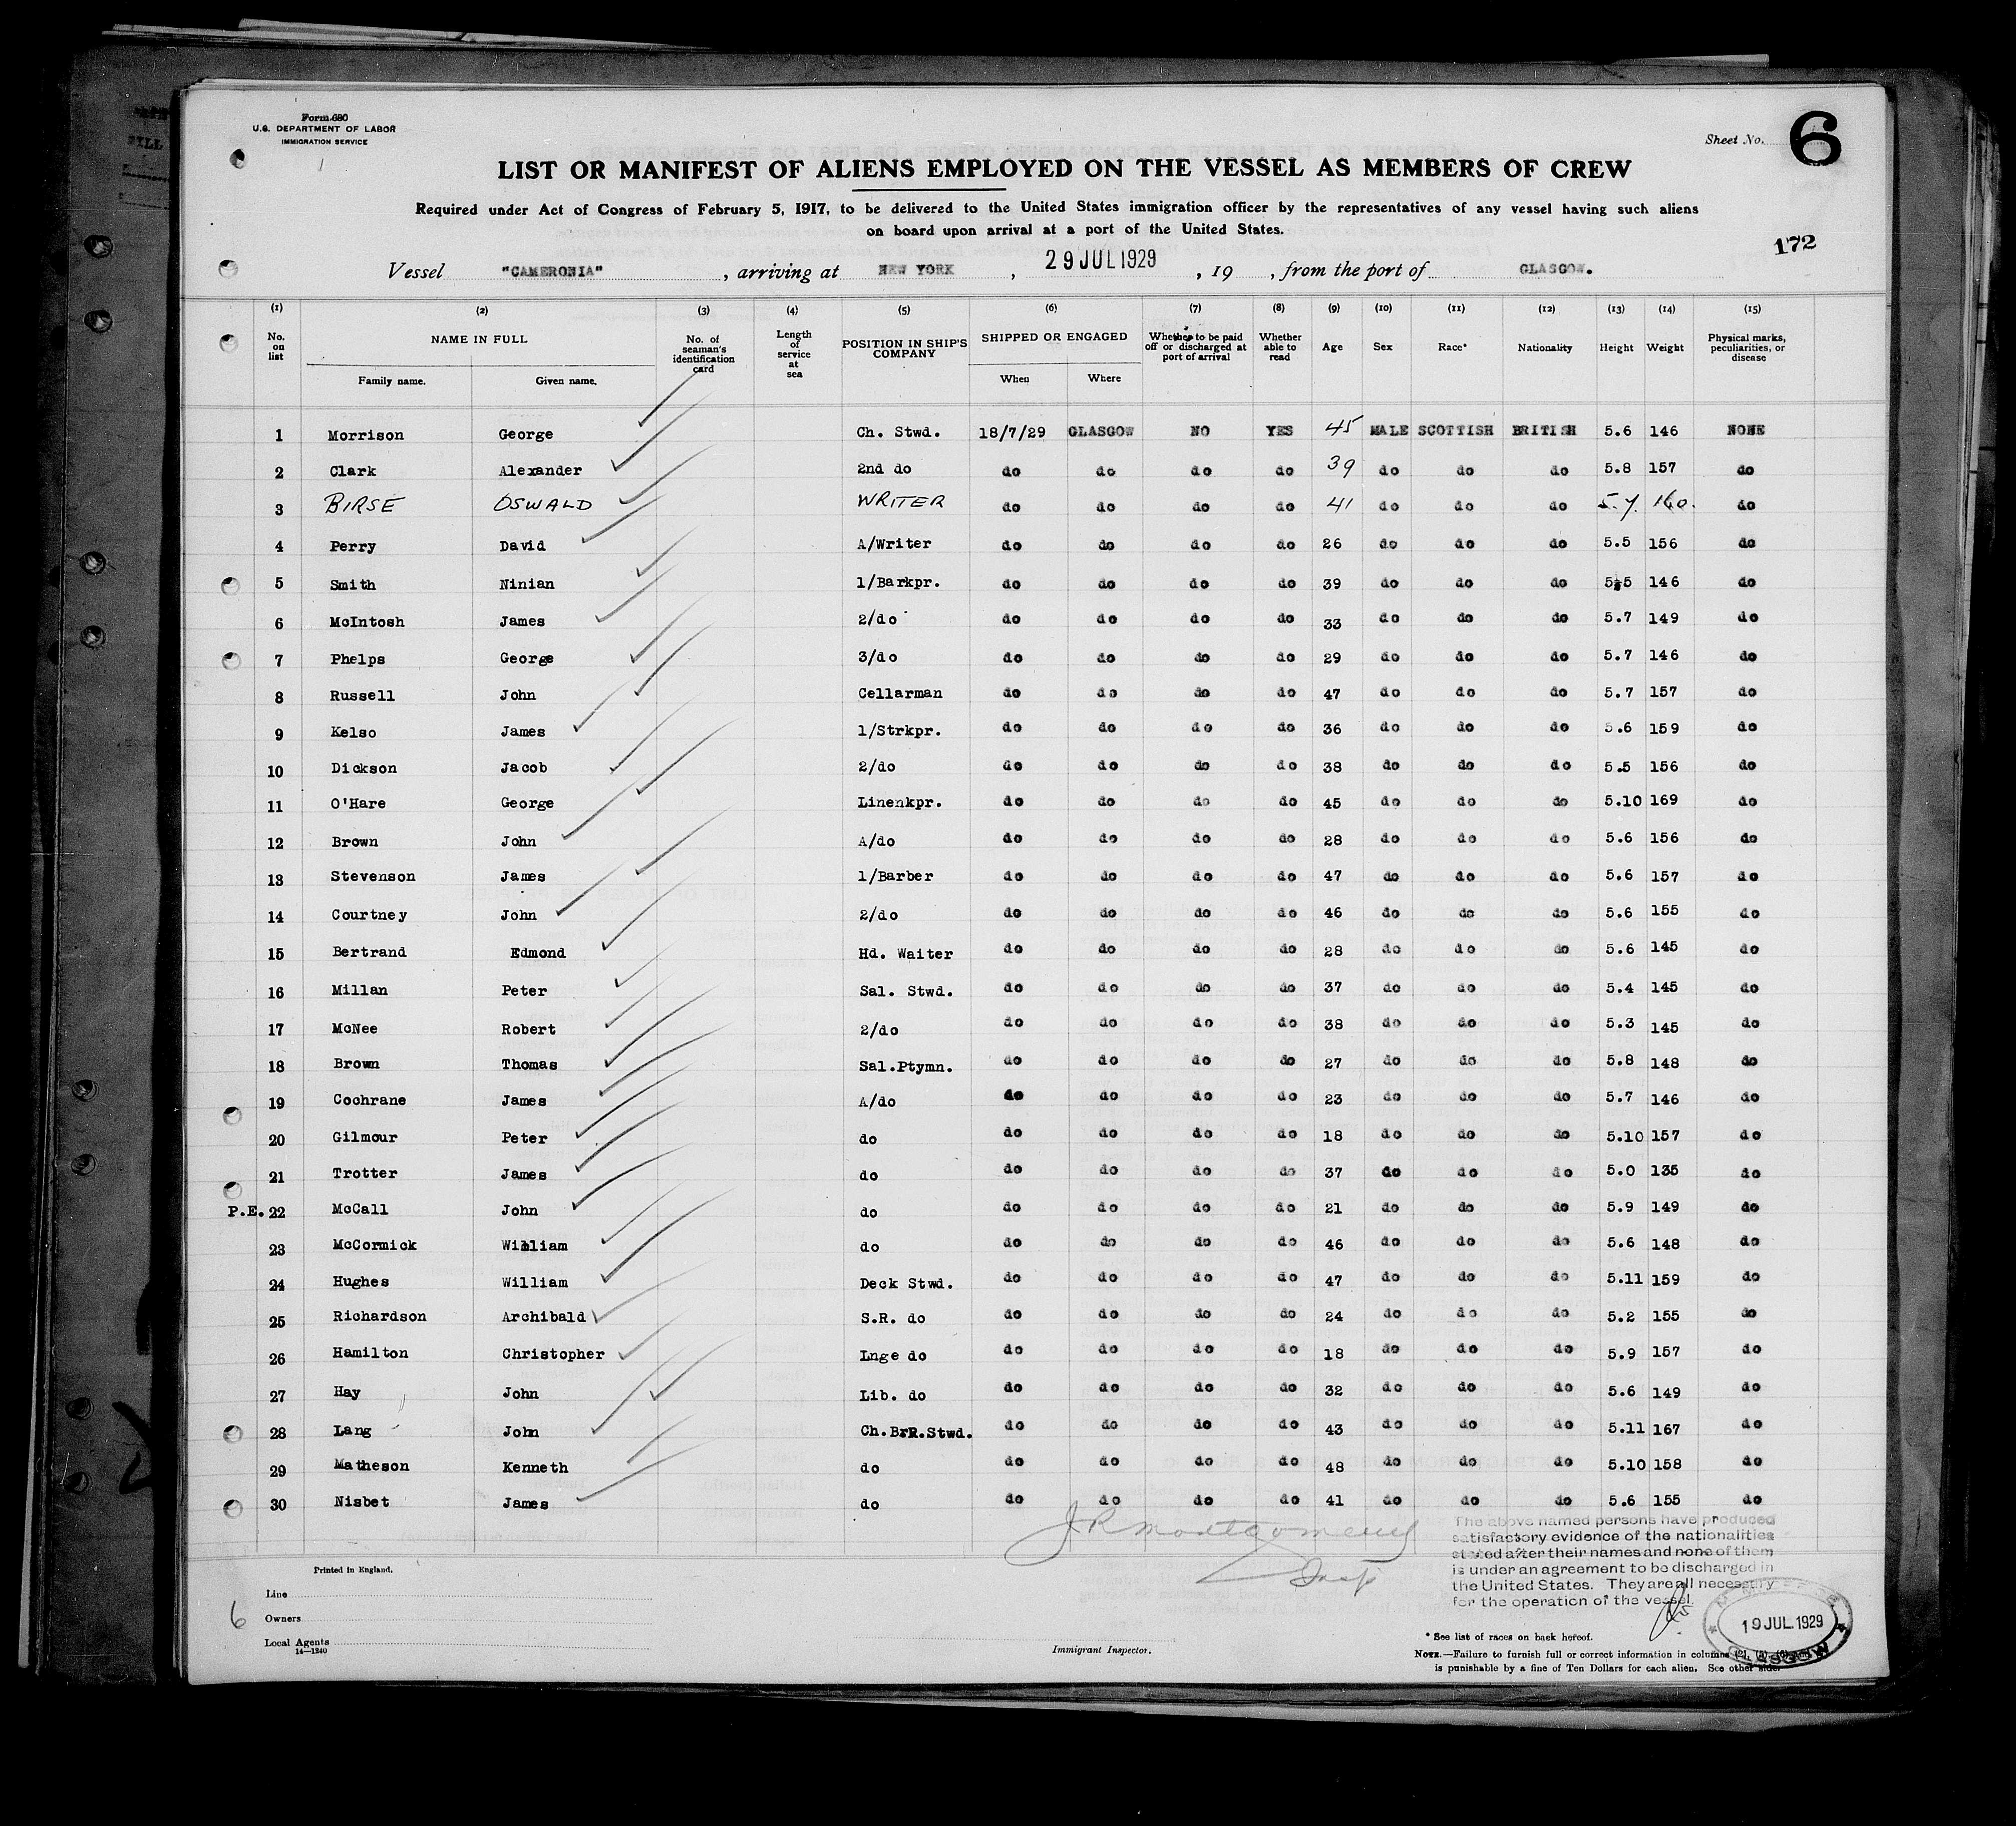 Form 680
U.S. DEPARTMENT OF LABOR
IMMIGRATION SERVICE
Sheet No. 6
LIST OR MANIFEST OF ALIENS EMPLOYED ON THE VESSEL AS MEMBERS OF CREW
Required under Act of Congress of February 5, 1917, to be delivered to the United States immigration officer by the representatives of any vessel having such aliens
on board upon arrival at a port of the United States.
172
Vessel "CAMERONIA", arriving at NEW YORK, 29 JUL 1929, 19 , from the port of GLASGOW.
(1) (2) (3) (4) (5) (6) (7) (8) (9) (10) (11) (12) (13) (14) (15)
No. on list NAME IN FULL Family name. Given name. No. of seaman's identification card Length of service at sea POSITION IN SHIP'S COMPANY SHIPPED OR ENGAGED When Where Whether to be paid off or discharged at port of arrival Whether able to read Age Sex Race* Nationality Height Weight Physical marks, peculiarities, or disease
1 Morrison George Ch. Stwd. 18/7/29 GLASGOW NO YES 45 MALE SCOTTISH BRITISH 5.6 146 NONE
2 Clark Alexander 2nd do do do do do 39 do do do 5.8 157 do
3 BIRSE OSWALD WRITER do do do do 41 do do do 5.7. 160. do
4 Perry David A/Writer do do do do 26 do do do 5.5 156 do
5 Smith Ninian 1/Barkpr. do do do do 39 do do do 5.5 146 do
6 McIntosh James 2/do do do do do 33 do do do 5.7 149 do
7 Phelps George 3/do do do do do 29 do do do 5.7 146 do
8 Russell John Cellarman do do do do 47 do do do 5.7 157 do
9 Kelso James 1/Strkpr. do do do do 36 do do do 5.6 159 do
10 Dickson Jacob 2/do do do do do 38 do do do 5.5 156 do
11 O'Hare George Linenkpr. do do do do 45 do do do 5.10 169 do
12 Brown John A/do do do do do 28 do do do 5.6 156 do
13 Stevenson James 1/Barber do do do do 47 do do do 5.6 157 do
14 Courtney John 2/do do do do do 46 do do do 5.6 155 do
15 Bertrand Edmond Hd. Waiter do do do do 28 do do do 5.6 145 do
16 Millan Peter Sal. Stwd. do do do do 37 do do do 5.4 145 do
17 McNee Robert 2/do do do do do 38 do do do 5.3 145 do
18 Brown Thomas Sal.Ptymn. do do do do 27 do do do 5.8 148 do
19 Cochrane James A/do do do do do 23 do do do 5.7 146 do
20 Gilmour Peter do do do do do 18 do do do 5.10 157 do
21 Trotter James do do do do do 37 do do do 5.0 135 do
P.E. 22 McCall John do do do do do 21 do do do 5.9 149 do
23 McCormick William do do do do do 46 do do do 5.6 148 do
24 Hughes William Deck Stwd. do do do do 47 do do do 5.11 159 do
25 Richardson Archibald S.R. do do do do do 24 do do do 5.2 155 do
26 Hamilton Christopher Lnge do do do do do 18 do do do 5.9 157 do
27 Hay John Lib. do do do do do 32 do do do 5.6 149 do
28 Lang John Ch.BrR.Stwd. do do do do 43 do do do 5.11 167 do
29 Matheson Kenneth do do do do do 48 do do do 5.10 158 do
30 Nisbet James do do do do do 41 do do do 5.6 155 do
JR Montgomery
Insp
The above named persons have produced
satisfactory evidence of the nationalities
stated after their names and none of them
is under an agreement to be discharged in
the United States. They are all necessary
for the operation of the vessel.
19 JUL. 1929
GLASGOW
Printed in England.
Line
6
Owners
Local Agents
14—1240
Immigrant Inspector.
* See list of races on back hereof.
NOTE.—Failure to furnish full or correct information in columns
is punishable by a fine of Ten Dollars for each alien. See other side.